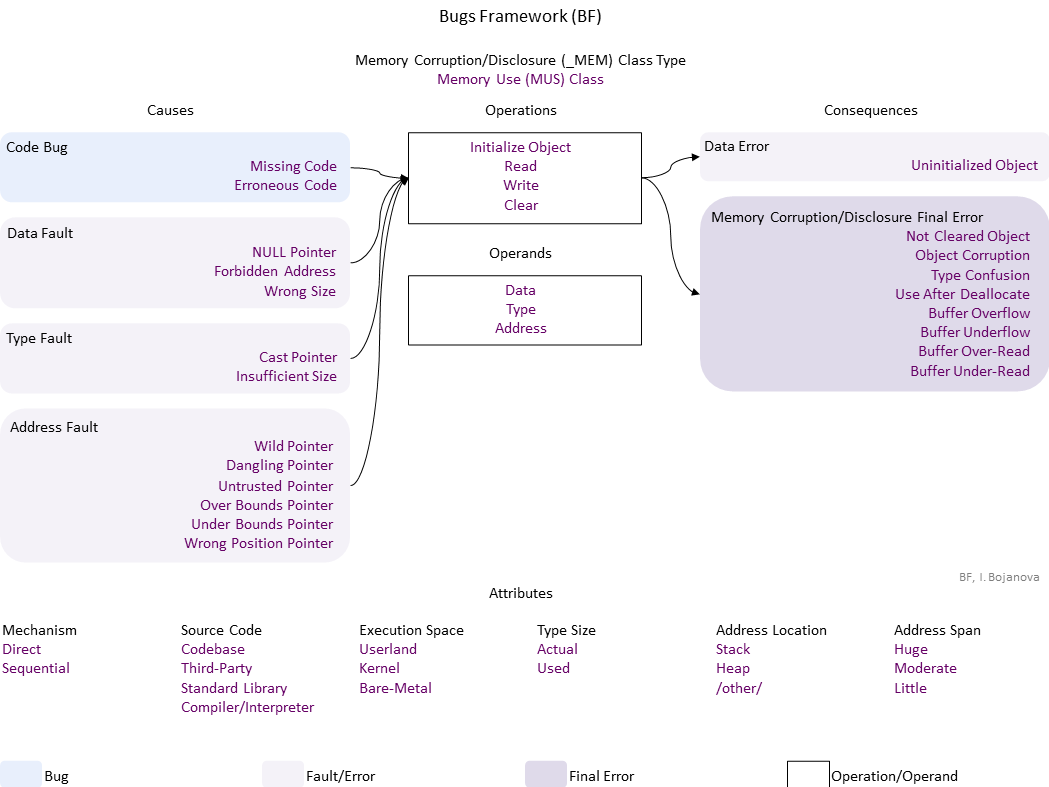 Bugs Framework (BF)
Memory Corruption/Disclosure (_MEM) Class Type
Memory Use (MUS) Class
Causes
Code Bug
Missing Code
Erroneous Code
Data Fault
NULL Pointer
Forbidden Address
Wrong Size
Type Fault
Cast Pointer
Insufficient Size
Address Fault
Wild Pointer
Dangling Pointer
Untrusted Pointer
Over Bounds Pointer
Under Bounds Pointer
Wrong Position Pointer
Operations
Initialize Object
Read
Write
Clear
Operands
Data
Type
Address
Consequences
Data Error
Uninitialized Object
Memory Corruption/Disclosure Final Error
Not Cleared Object
Object Corruption
Type Confusion
Use After Deallocate
Buffer Overflow
Buffer Underflow
Buffer Over-Read
Buffer Under-Read
BF, I. Bojanova
Attributes
Mechanism
Direct
Sequential
Source Code
Codebase
Third-Party
Standard Library
Compiler/Interpreter
Execution Space
Userland
Kernel
Bare-Metal
Type Size
Actual
Used
Address Location
Stack
Heap
/other/
Address Span
Huge
Moderate
Little
Bug
Fault/Error
Final Error
Operation/Operand